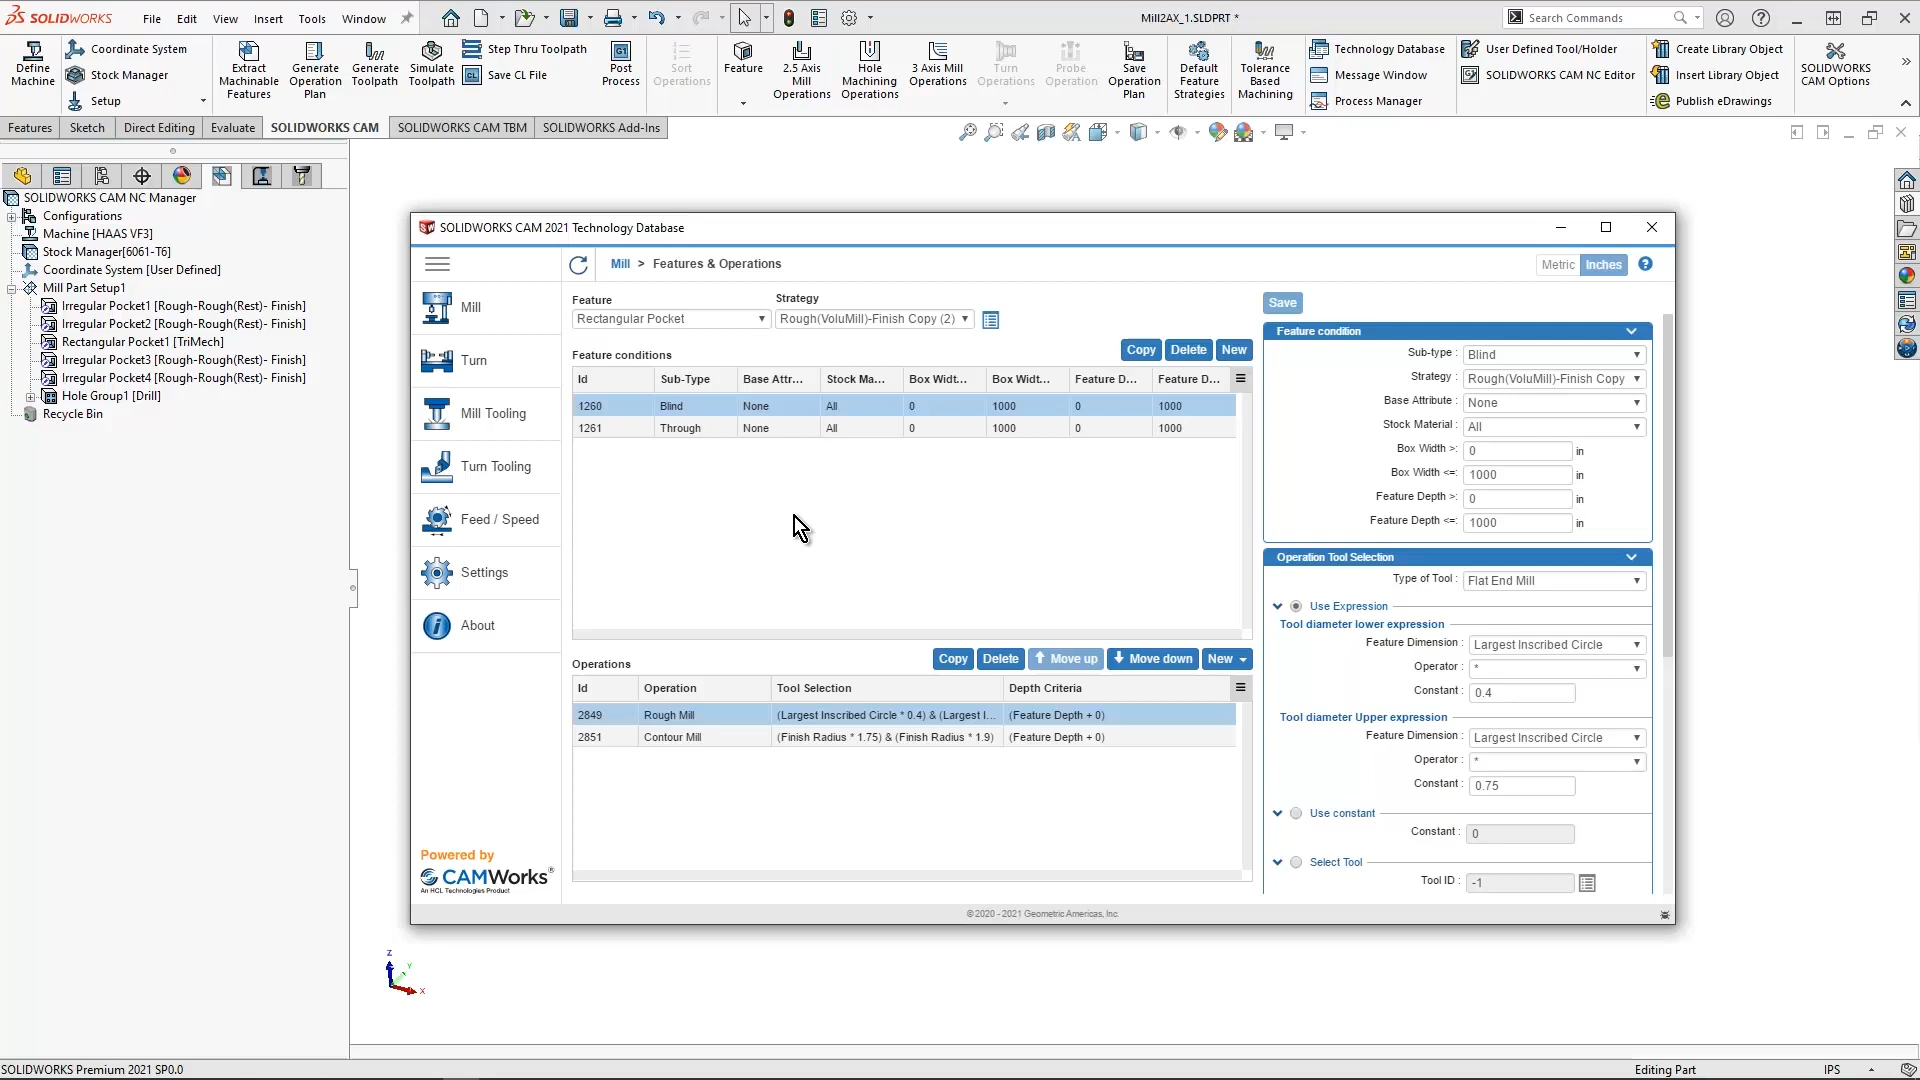 SOLIDWORKS File Edit View Insert Tools Window Mill2AX_1.SLDPRT * Search Commands
Define Machine
Coordinate System
Stock Manager
Setup
Extract Machinable Features
Generate Operation Plan
Generate Toolpath
Simulate Toolpath
Step Thru Toolpath
Save CL File
Post Process
Sort Operations
Feature
2.5 Axis Mill Operations
Hole Machining Operations
3 Axis Mill Operations
Turn Operations
Probe Operation
Save Operation Plan
Default Feature Strategies
Tolerance Based Machining
Technology Database
Message Window
Process Manager
User Defined Tool/Holder
SOLIDWORKS CAM NC Editor
Create Library Object
Insert Library Object
Publish eDrawings
SOLIDWORKS CAM Options
Features Sketch Direct Editing Evaluate SOLIDWORKS CAM SOLIDWORKS CAM TBM SOLIDWORKS Add-Ins
SOLIDWORKS CAM NC Manager
Configurations
Machine [HAAS VF3]
Stock Manager[6061-T6]
Coordinate System [User Defined]
Mill Part Setup1
Irregular Pocket1 [Rough-Rough(Rest)- Finish]
Irregular Pocket2 [Rough-Rough(Rest)- Finish]
Rectangular Pocket1 [TriMech]
Irregular Pocket3 [Rough-Rough(Rest)- Finish]
Irregular Pocket4 [Rough-Rough(Rest)- Finish]
Hole Group1 [Drill]
Recycle Bin
SOLIDWORKS CAM 2021 Technology Database
Mill > Features & Operations
Metric Inches
Mill
Turn
Mill Tooling
Turn Tooling
Feed / Speed
Settings
About
Powered by
CAMWorks®
An HCL Technologies Product
Feature Strategy
Rectangular Pocket Rough(VoluMill)-Finish Copy (2)
Feature conditions Copy Delete New
Id Sub-Type Base Attr... Stock Ma... Box Widt... Box Widt... Feature D... Feature D...
1260 Blind None All 0 1000 0 1000
1261 Through None All 0 1000 0 1000
Operations Copy Delete Move up Move down New
Id Operation Tool Selection Depth Criteria
2849 Rough Mill (Largest Inscribed Circle * 0.4) & (Largest I... (Feature Depth + 0)
2851 Contour Mill (Finish Radius * 1.75) & (Finish Radius * 1.9) (Feature Depth + 0)
Save
Feature condition
Sub-type : Blind
Strategy : Rough(VoluMill)-Finish Copy
Base Attribute : None
Stock Material : All
Box Width >: 0 in
Box Width <=: 1000 in
Feature Depth >: 0 in
Feature Depth <=: 1000 in
Operation Tool Selection
Type of Tool : Flat End Mill
Use Expression
Tool diameter lower expression
Feature Dimension : Largest Inscribed Circle
Operator : *
Constant : 0.4
Tool diameter Upper expression
Feature Dimension : Largest Inscribed Circle
Operator : *
Constant : 0.75
Use constant
Constant : 0
Select Tool
Tool ID : -1
© 2020 - 2021 Geometric Americas, Inc.
Z
Y
X
SOLIDWORKS Premium 2021 SP0.0 Editing Part IPS